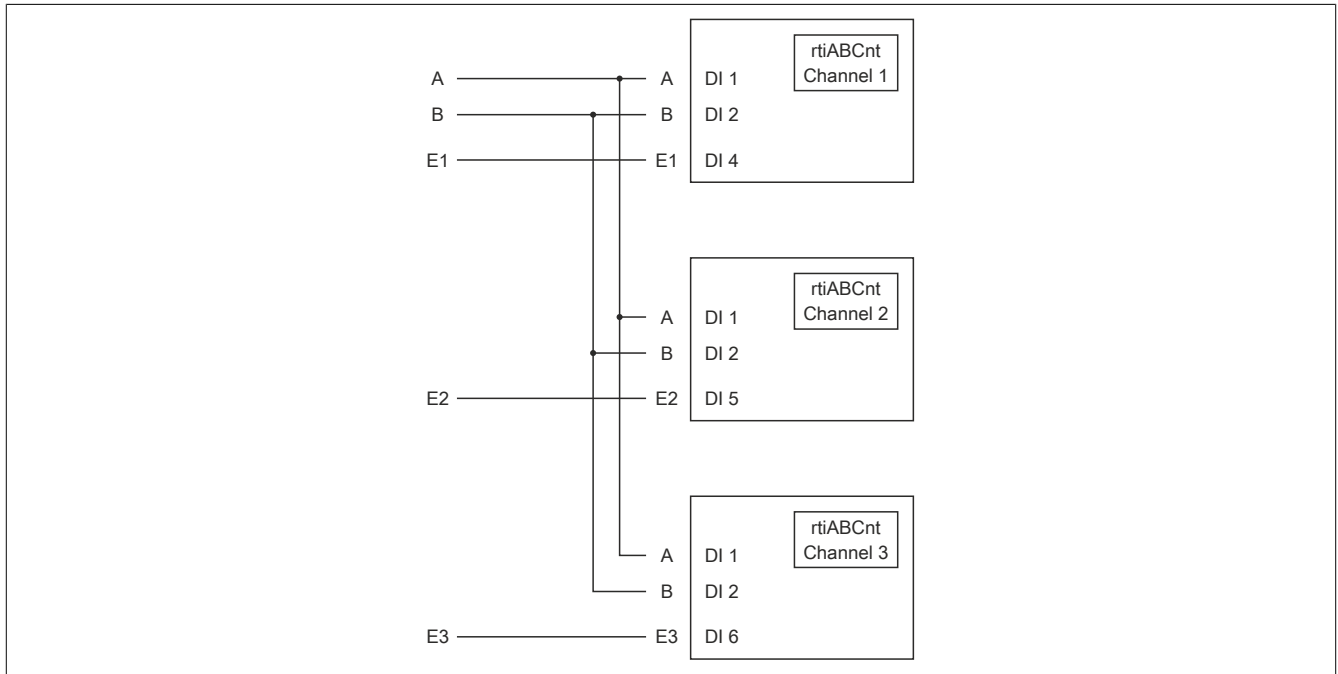 rtiABCnt
Channel 1
A A DI 1
B B DI 2
E1 E1 DI 4
rtiABCnt
Channel 2
A DI 1
B DI 2
E2 E2 DI 5
rtiABCnt
Channel 3
A DI 1
B DI 2
E3 E3 DI 6